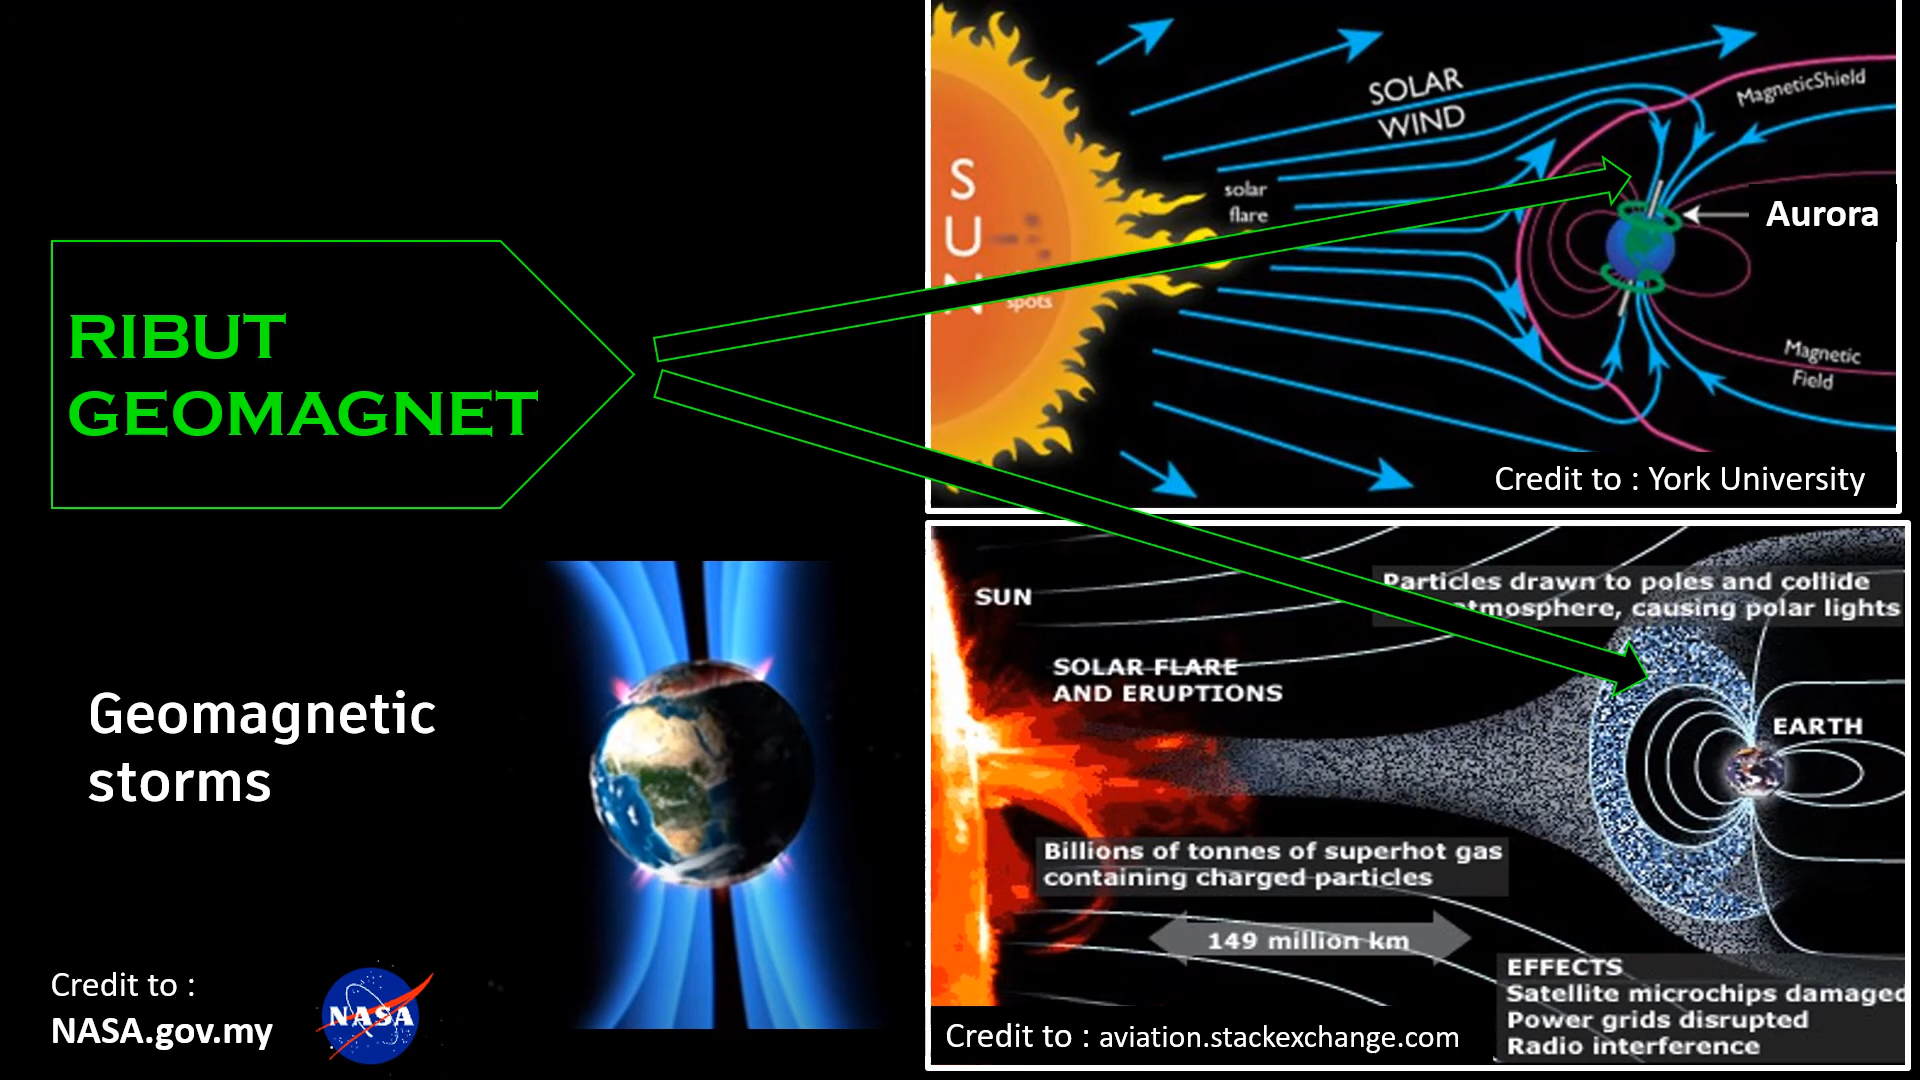 RIBUT
GEOMAGNET
Geomagnetic
storms
Credit to :
NASA.gov.my
NASA
SOLAR
WIND
MagneticShield
S
U
N
solar
flare
spots
Aurora
Magnetic
Field
Credit to : York University
SUN
Particles drawn to poles and collide
atmosphere, causing polar lights
SOLAR FLARE
AND ERUPTIONS
EARTH
Billions of tonnes of superhot gas
containing charged particles
149 million km
EFFECTS
Satellite microchips damaged
Power grids disrupted
Radio interference
Credit to : aviation.stackexchange.com